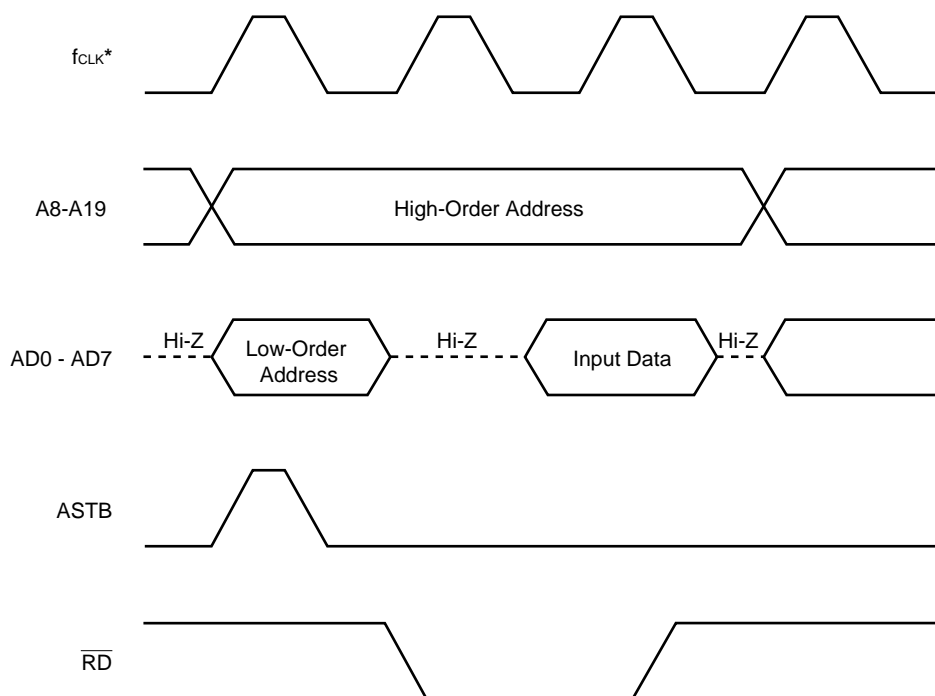 fCLK*
A8-A19
High-Order Address
AD0 - AD7
Hi-Z
Low-Order
Address
Hi-Z
Input Data
Hi-Z
ASTB
RD